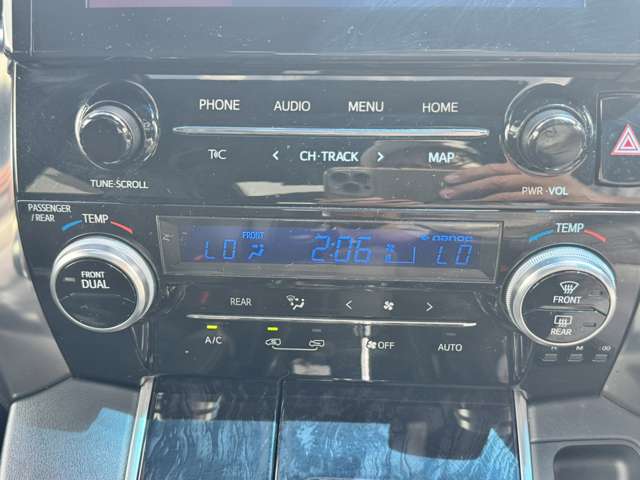 PHONE AUDIO MENU HOME
T/C < CH·TRACK > MAP
TUNE·SCROLL PWR·VOL
PASSENGER
/REAR TEMP TEMP
FRONT
LO 2:06 LO
FRONT
DUAL
REAR < >
FRONT
REAR
A/C OFF AUTO